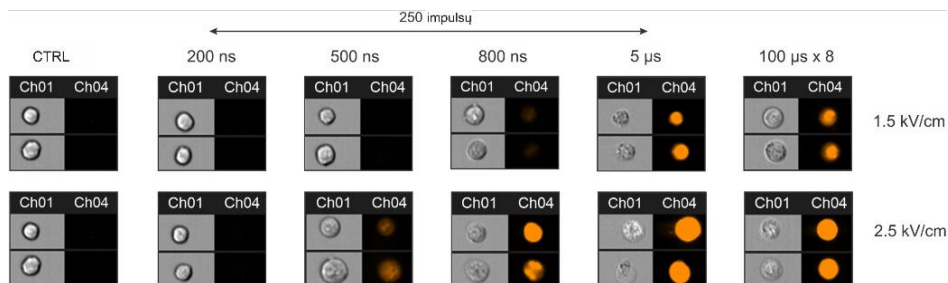 250 impulsų
CTRL 200 ns 500 ns 800 ns 5 µs 100 µs x 8
Ch01 Ch04 Ch01 Ch04 Ch01 Ch04 Ch01 Ch04 Ch01 Ch04 Ch01 Ch04
1.5 kV/cm
Ch01 Ch04 Ch01 Ch04 Ch01 Ch04 Ch01 Ch04 Ch01 Ch04 Ch01 Ch04
2.5 kV/cm